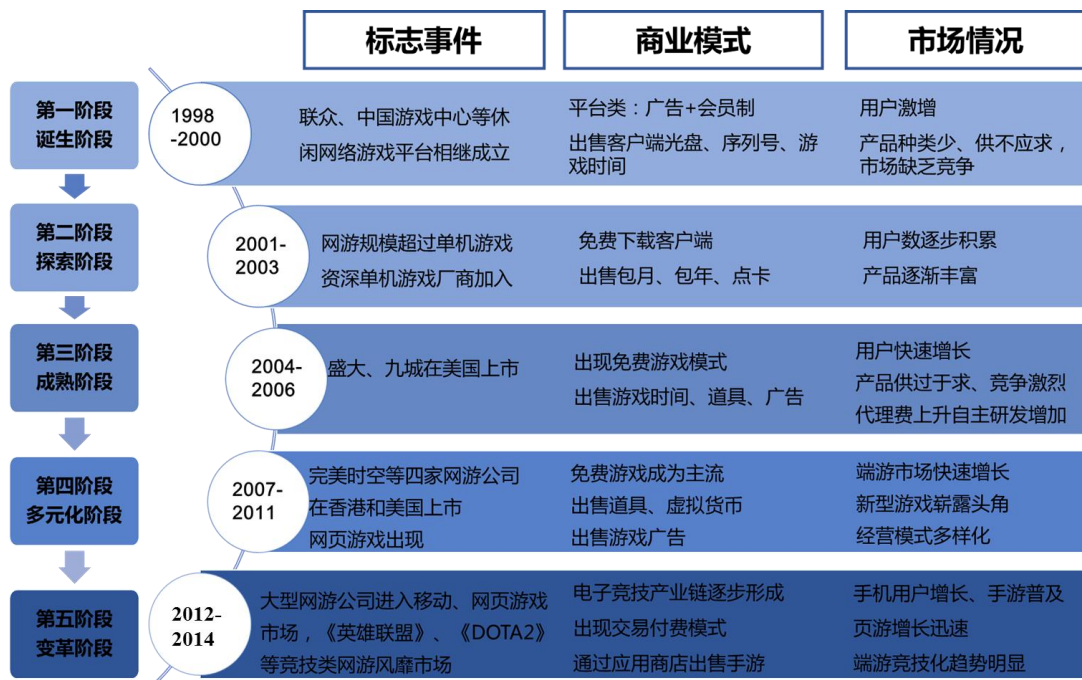 标志事件
商业模式
市场情况
第一阶段
诞生阶段
1998
-2000
联众、中国游戏中心等休
闲网络游戏平台相继成立
平台类：广告+会员制
出售客户端光盘、序列号、游
戏时间
用户激增
产品种类少、供不应求，
市场缺乏竞争
第二阶段
探索阶段
2001-
2003
网游规模超过单机游戏
资深单机游戏厂商加入
免费下载客户端
出售包月、包年、点卡
用户数逐步积累
产品逐渐丰富
第三阶段
成熟阶段
2004-
2006
盛大、九城在美国上市
出现免费游戏模式
出售游戏时间、道具、广告
用户快速增长
产品供过于求、竞争激烈
代理费上升自主研发增加
第四阶段
多元化阶段
2007-
2011
完美时空等四家网游公司
在香港和美国上市
网页游戏出现
免费游戏成为主流
出售道具、虚拟货币
出售游戏广告
端游市场快速增长
新型游戏崭露头角
经营模式多样化
第五阶段
变革阶段
2012-
2014
大型网游公司进入移动、网页游戏
市场，《英雄联盟》、《DOTA2》
等竞技类网游风靡市场
电子竞技产业链逐步形成
出现交易付费模式
通过应用商店出售手游
手机用户增长、手游普及
页游增长迅速
端游竞技化趋势明显